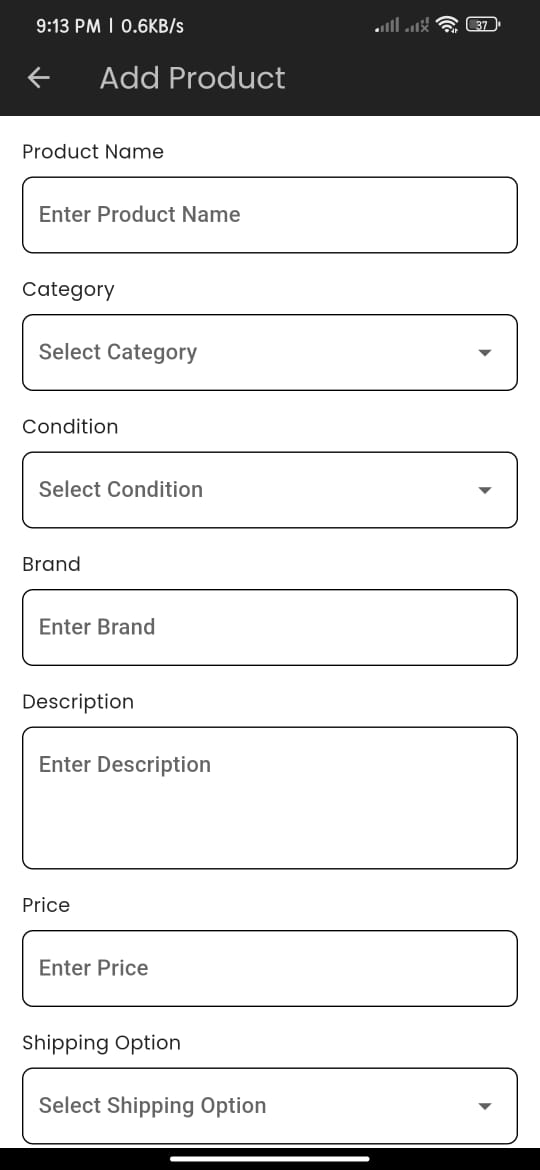 9:13 PM | 0.6KB/s
37
Add Product
Product Name
Enter Product Name
Category
Select Category
Condition
Select Condition
Brand
Enter Brand
Description
Enter Description
Price
Enter Price
Shipping Option
Select Shipping Option